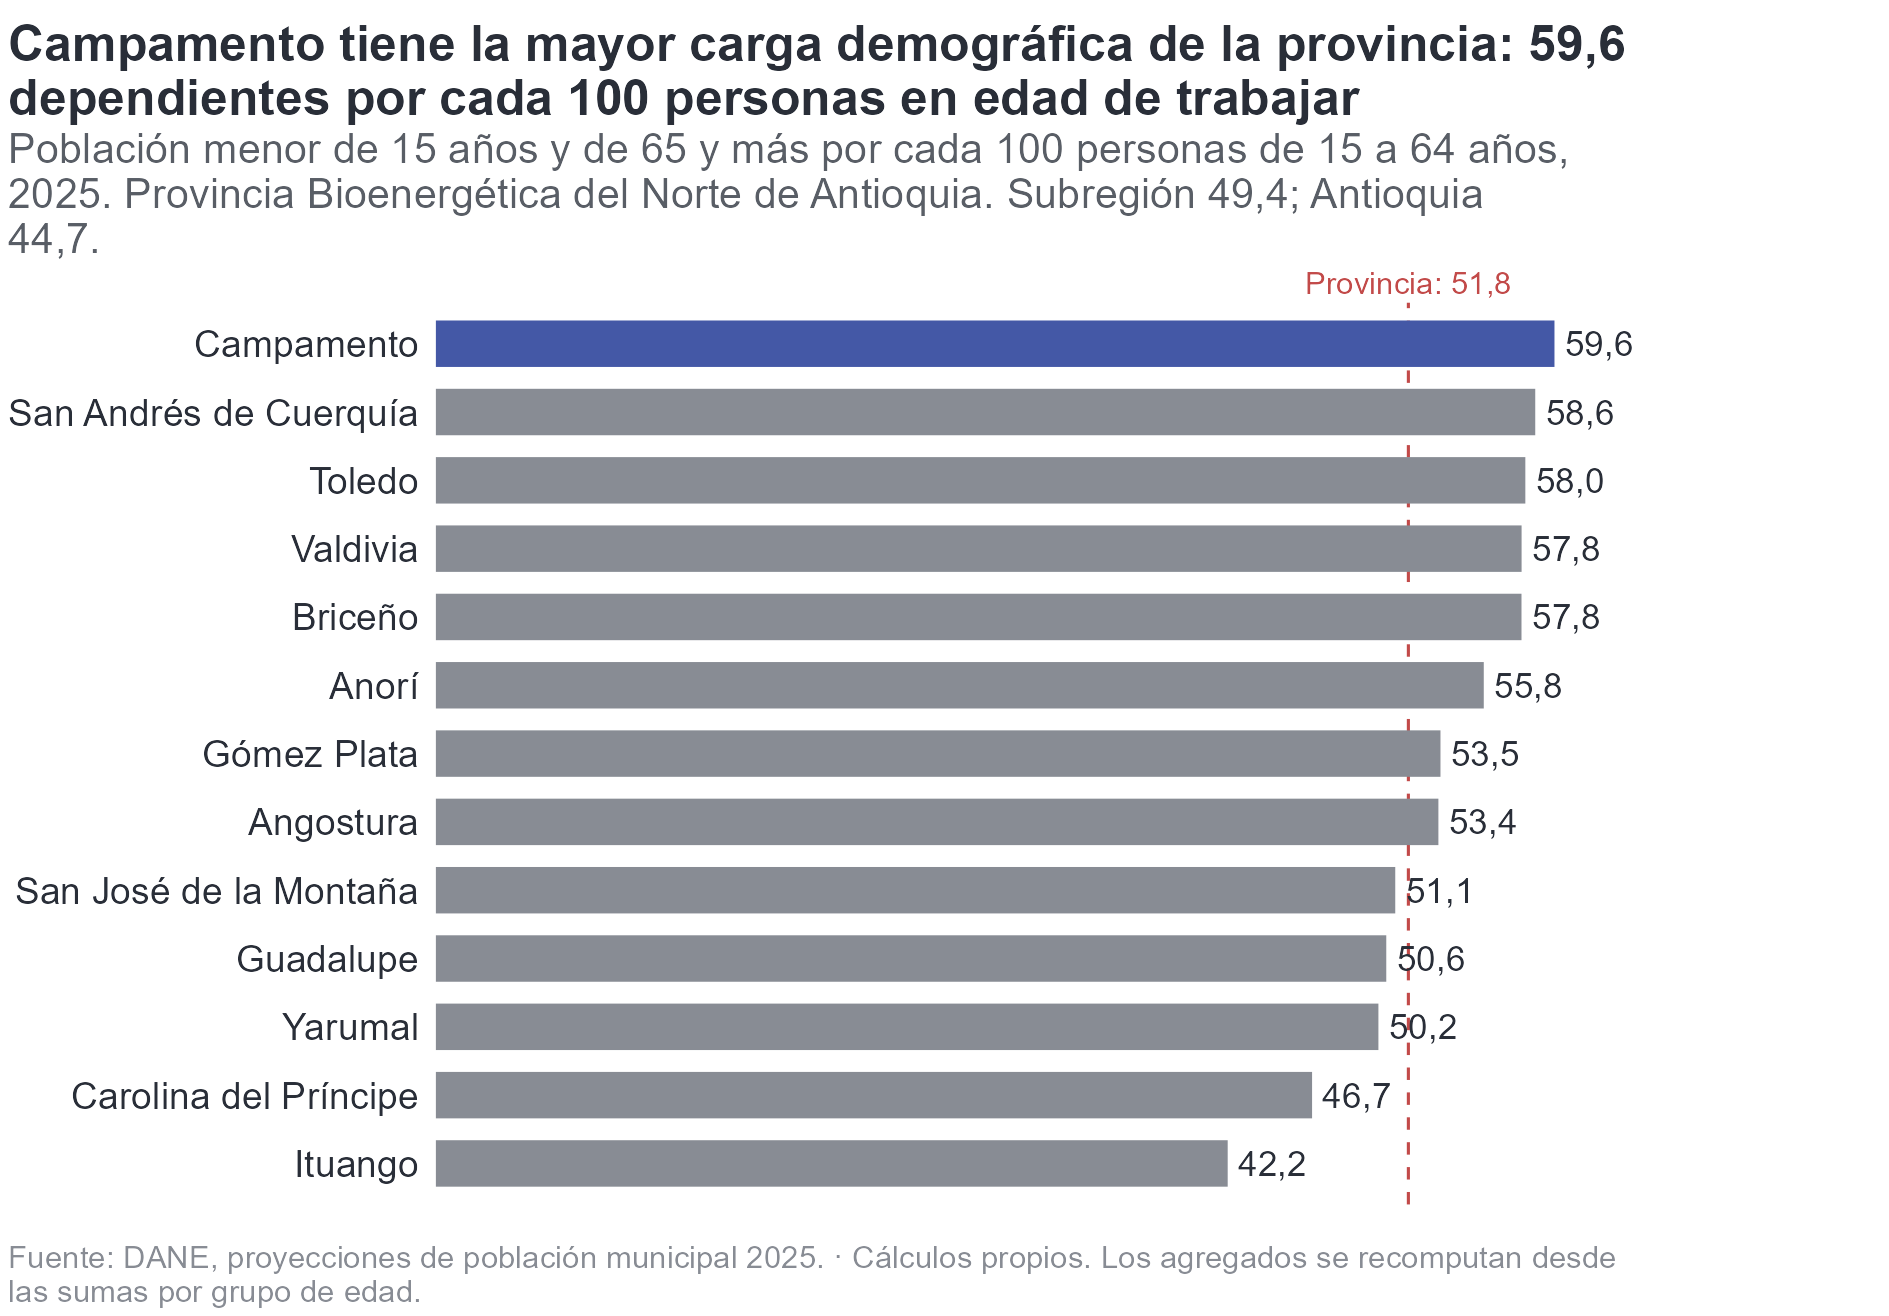 Campamento tiene la mayor carga demográfica de la provincia: 59,6
dependientes por cada 100 personas en edad de trabajar
Población menor de 15 años y de 65 y más por cada 100 personas de 15 a 64 años,
2025. Provincia Bioenergética del Norte de Antioquia. Subregión 49,4; Antioquia
44,7.
Provincia: 51,8
Campamento 59,6
San Andrés de Cuerquía 58,6
Toledo 58,0
Valdivia 57,8
Briceño 57,8
Anorí 55,8
Gómez Plata 53,5
Angostura 53,4
San José de la Montaña 51,1
Guadalupe 50,6
Yarumal 50,2
Carolina del Príncipe 46,7
Ituango 42,2
Fuente: DANE, proyecciones de población municipal 2025. · Cálculos propios. Los agregados se recomputan desde
las sumas por grupo de edad.